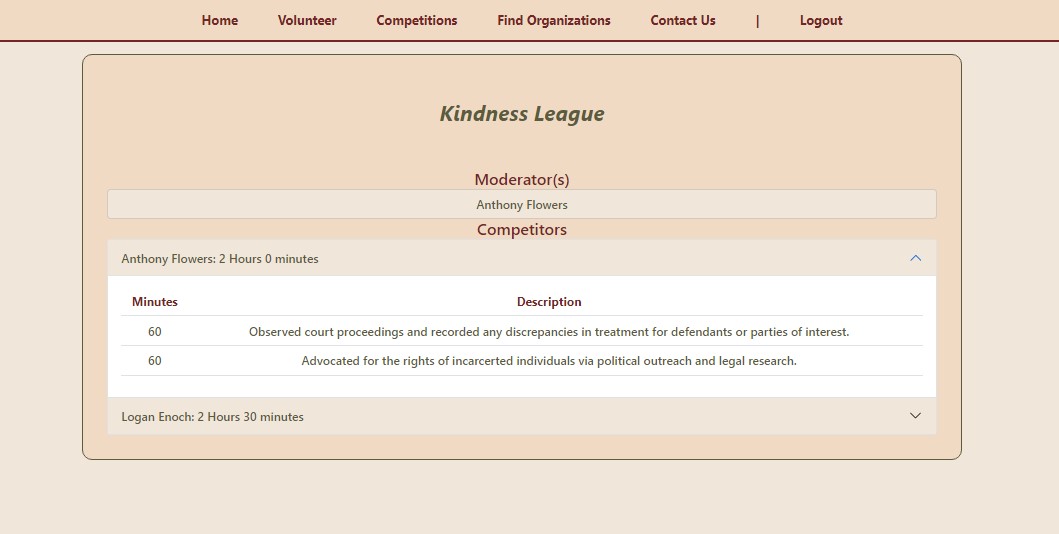 Home Volunteer Competitions Find Organizations Contact Us | Logout
Kindness League
Moderator(s)
Anthony Flowers
Competitors
Anthony Flowers: 2 Hours 0 minutes
Minutes Description
60 Observed court proceedings and recorded any discrepancies in treatment for defendants or parties of interest.
60 Advocated for the rights of incarcerted individuals via political outreach and legal research.
Logan Enoch: 2 Hours 30 minutes